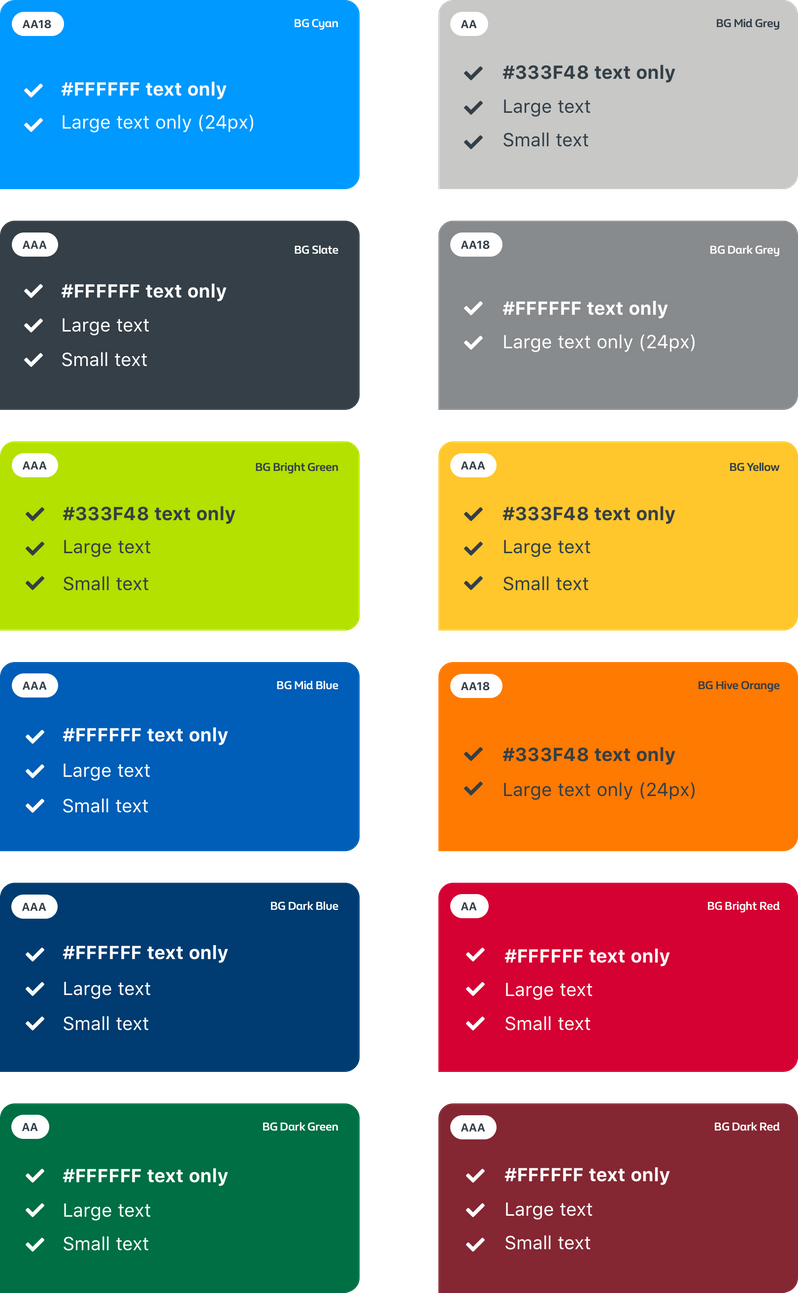 AA18
BG Cyan
#FFFFFF text only
Large text only (24px)
AA
BG Mid Grey
#333F48 text only
Large text
Small text
AAA
BG Slate
#FFFFFF text only
Large text
Small text
AA18
BG Dark Grey
#FFFFFF text only
Large text only (24px)
AAA
BG Bright Green
#333F48 text only
Large text
Small text
AAA
BG Yellow
#333F48 text only
Large text
Small text
AAA
BG Mid Blue
#FFFFFF text only
Large text
Small text
AA18
BG Hive Orange
#333F48 text only
Large text only (24px)
AAA
BG Dark Blue
#FFFFFF text only
Large text
Small text
AA
BG Bright Red
#FFFFFF text only
Large text
Small text
AA
BG Dark Green
#FFFFFF text only
Large text
Small text
AAA
BG Dark Red
#FFFFFF text only
Large text
Small text